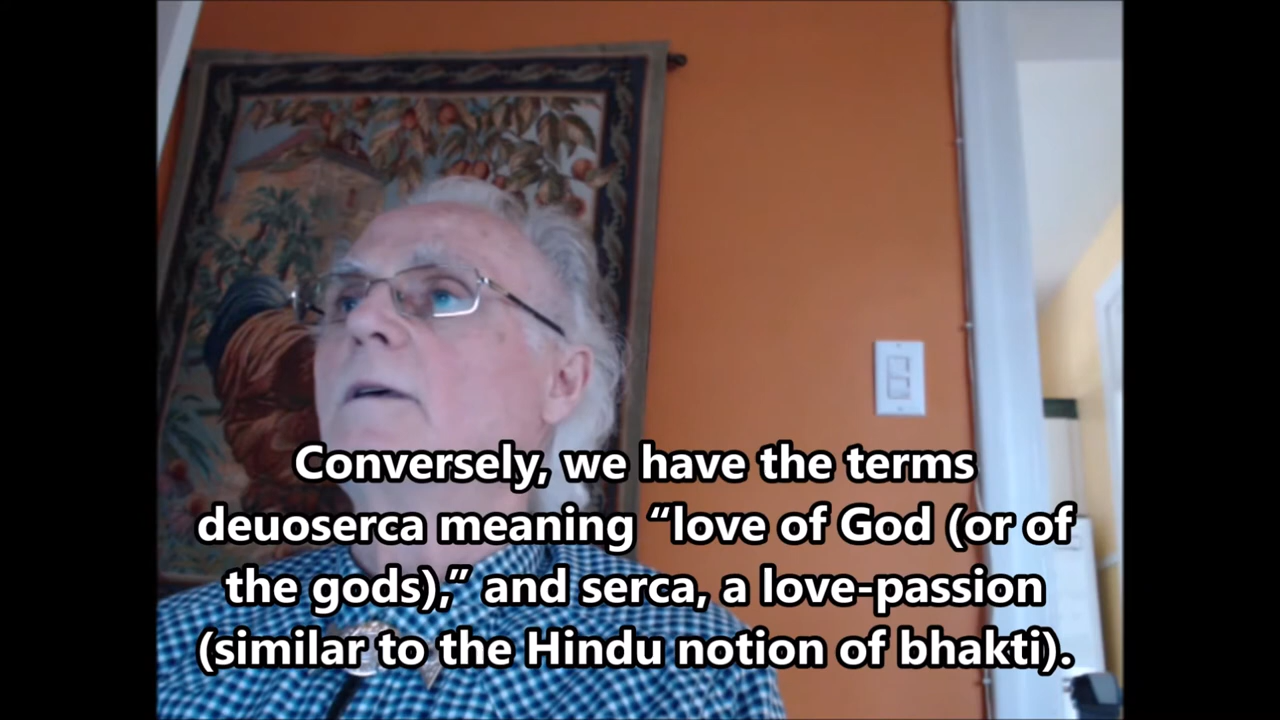 Conversely, we have the terms
deuoserca meaning “love of God (or of
the gods),” and serca, a love-passion
(similar to the Hindu notion of bhakti).